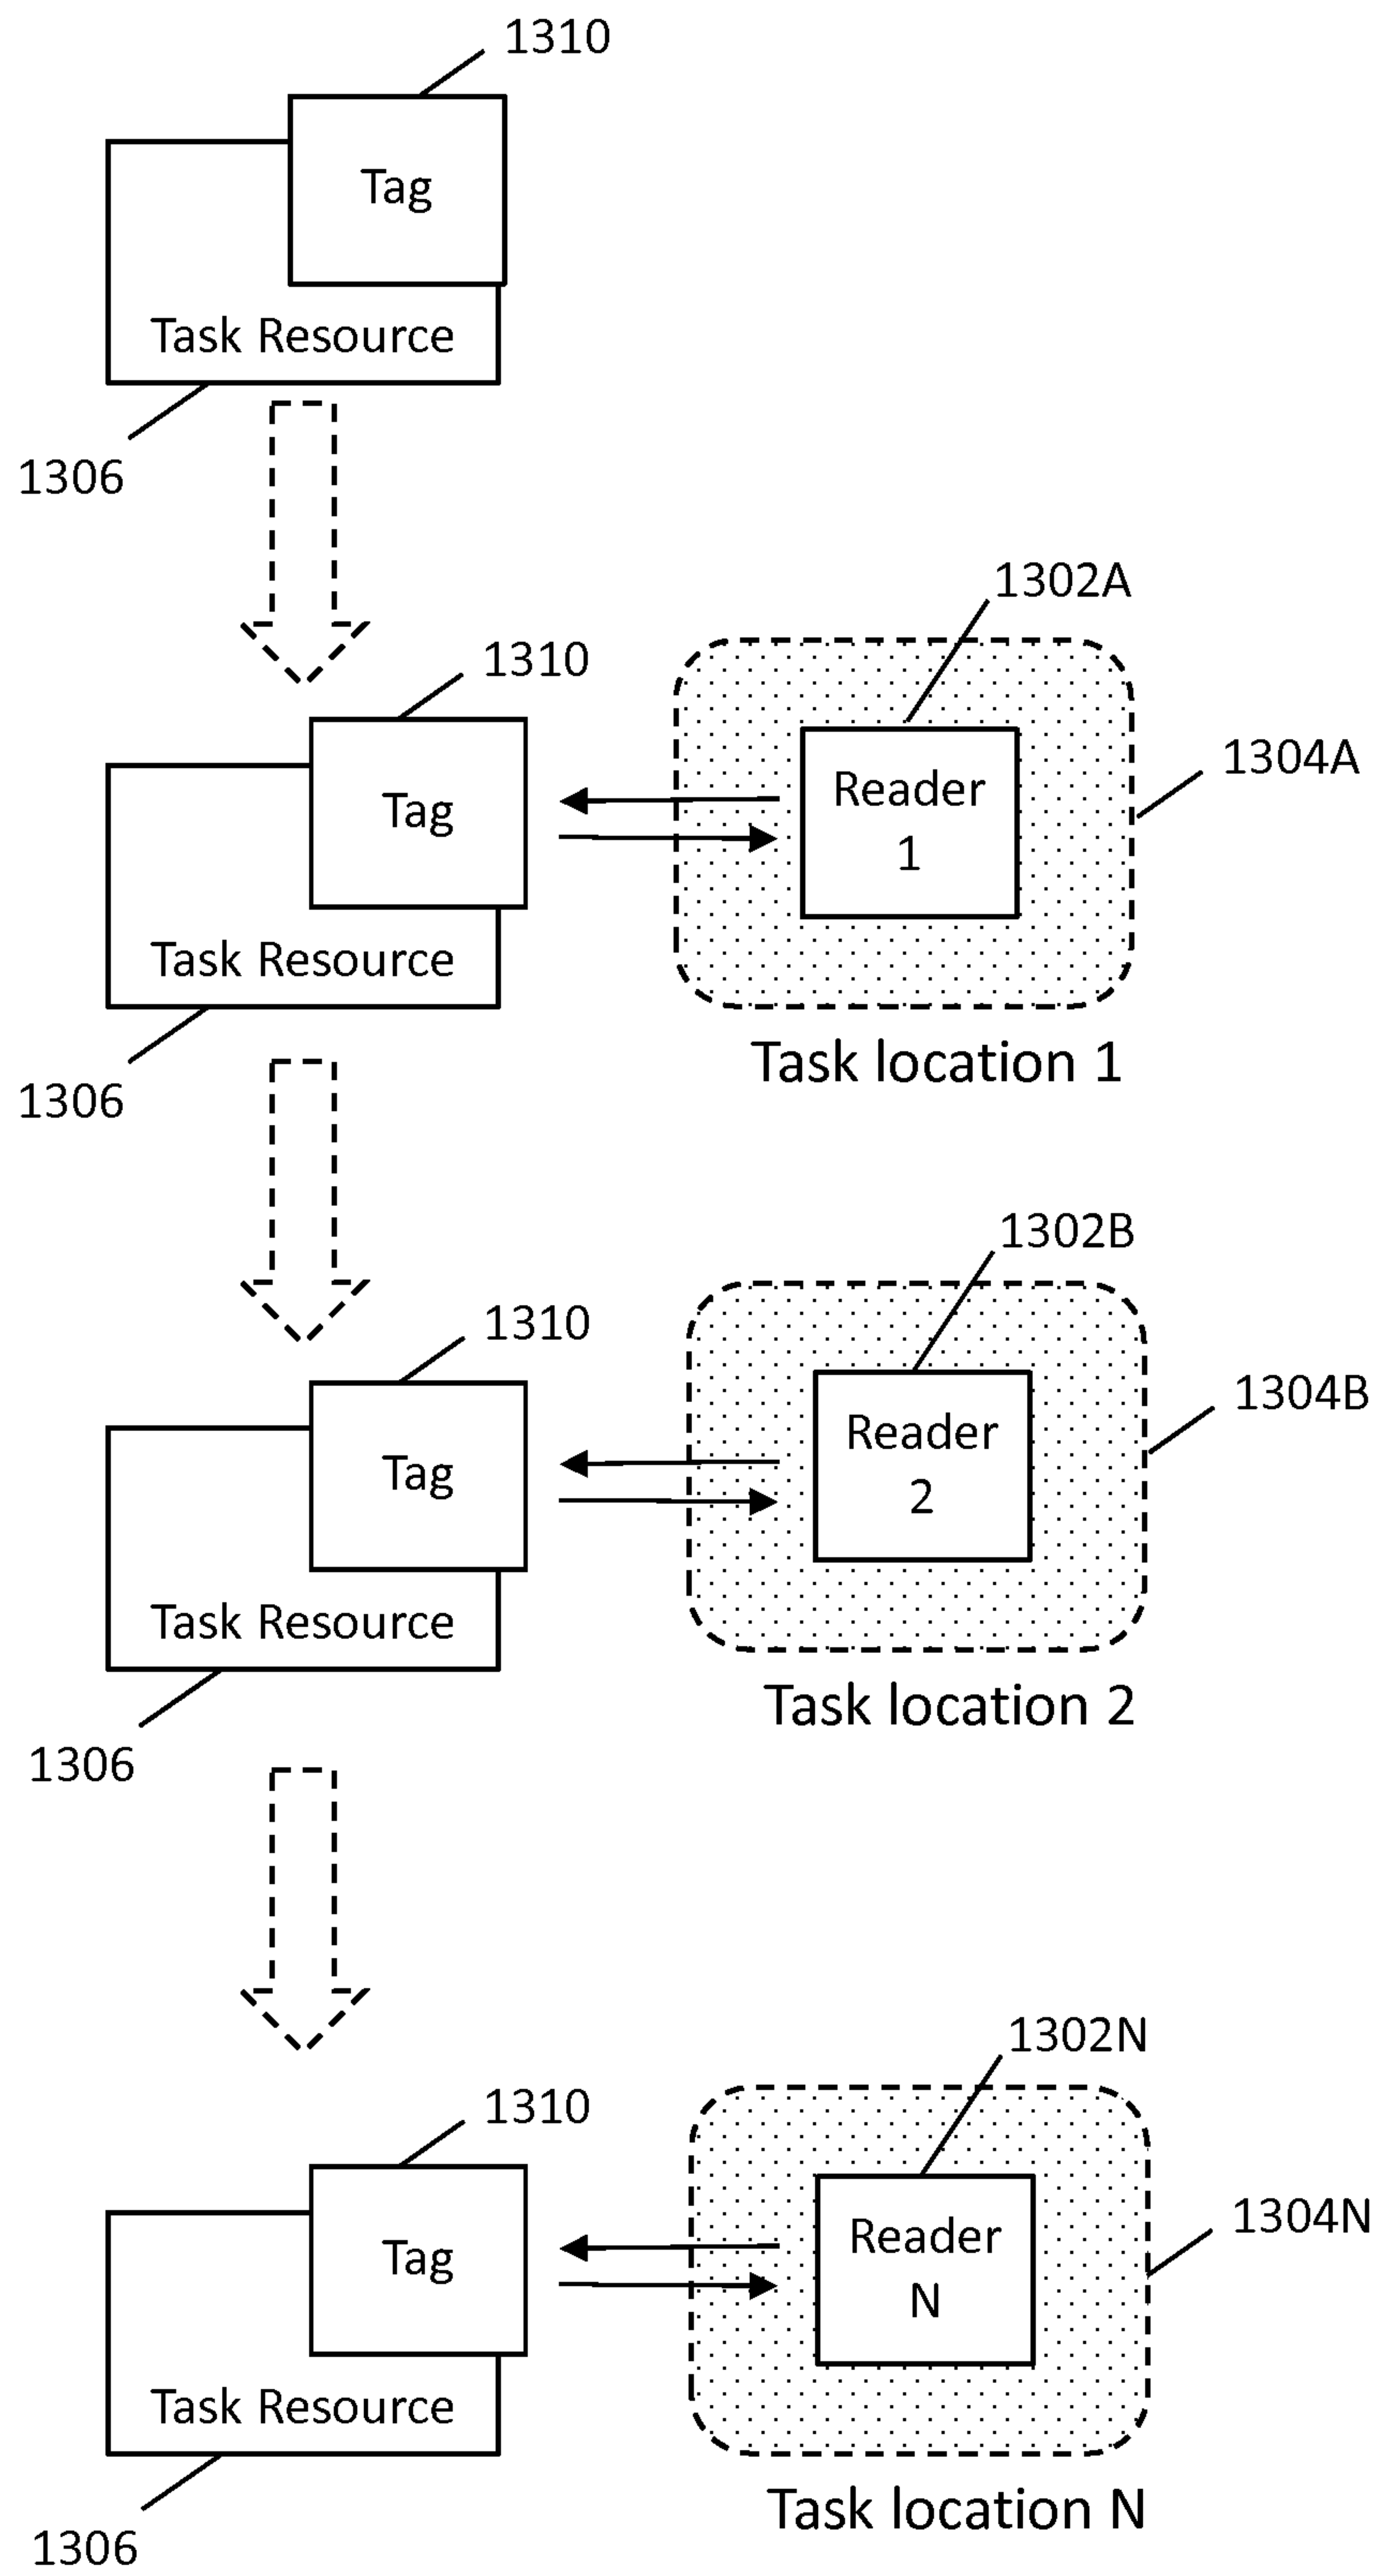 1310
Tag
Task Resource
1306
1302A
1310
1304A
Reader
1
Tag
Task Resource
Task location 1
1306
1302B
1310
1304B
Reader
2
Tag
Task Resource
Task location 2
1306
1302N
1310
1304N
Reader
N
Tag
Task Resource
Task location N
1306